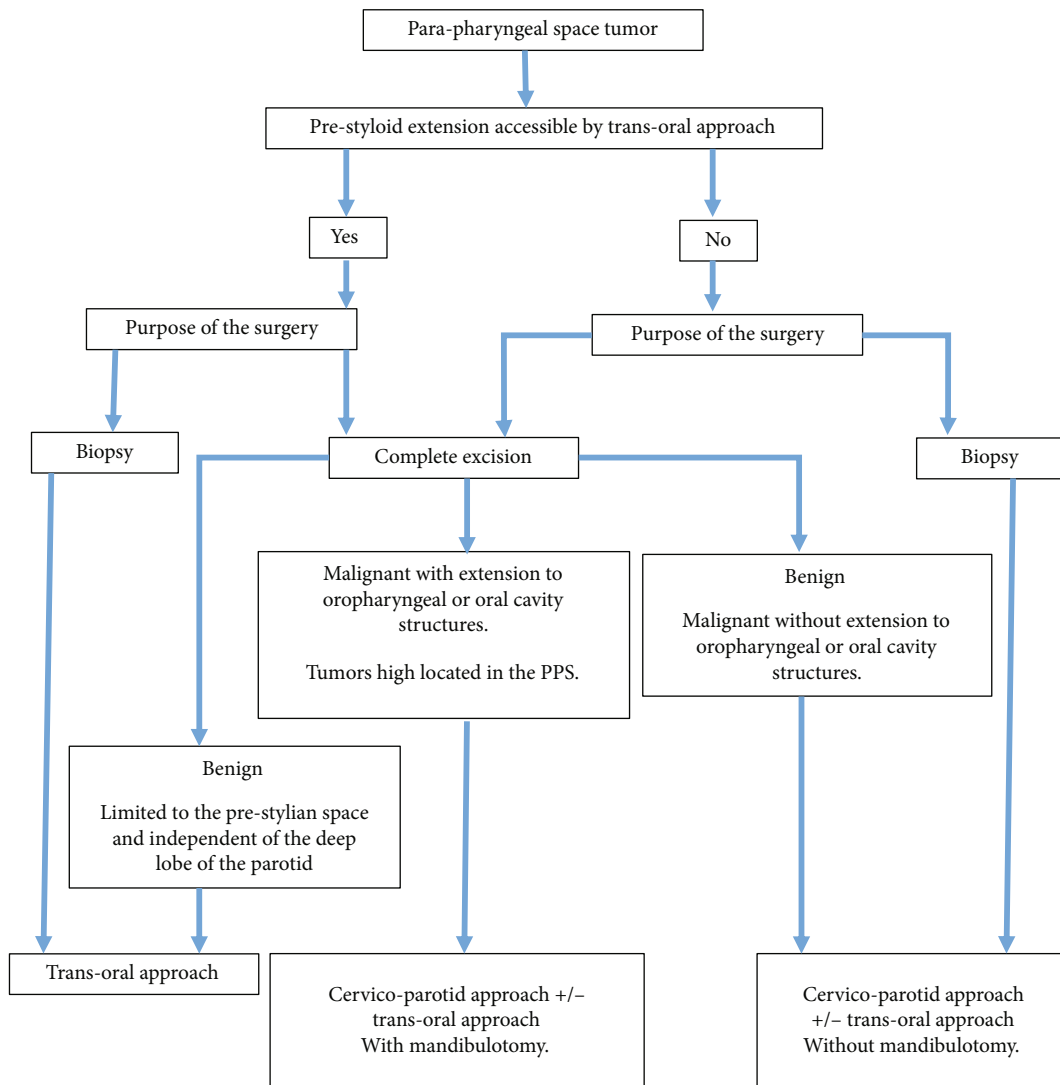 Para-pharyngeal space tumor
Pre-styloid extension accessible by trans-oral approach
Yes
No
Purpose of the surgery
Purpose of the surgery
Biopsy
Complete excision
Biopsy
Malignant with extension to
oropharyngeal or oral cavity
structures.
Tumors high located in the PPS.
Benign
Malignant without extension to
oropharyngeal or oral cavity
structures.
Benign
Limited to the pre-stylian space
and independent of the deep
lobe of the parotid
Trans-oral approach
Cervico-parotid approach +/–
trans-oral approach
With mandibulotomy.
Cervico-parotid approach
+/– trans-oral approach
Without mandibulotomy.